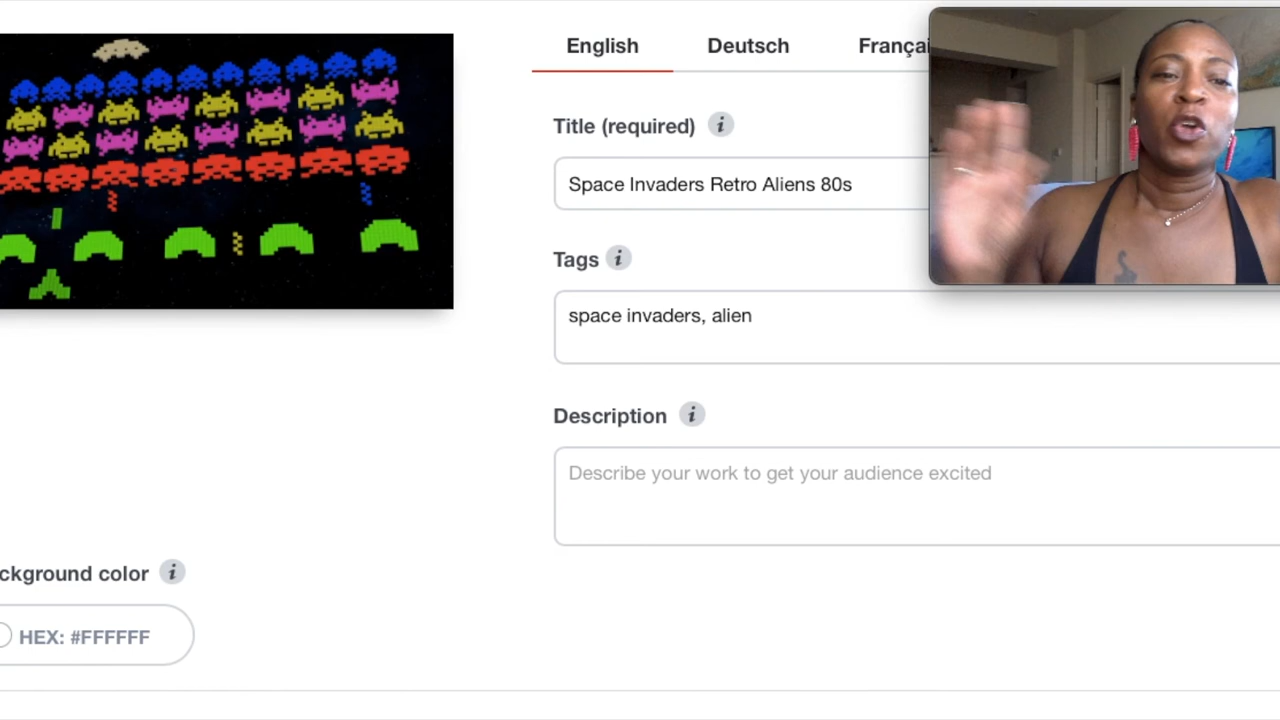 English Deutsch Françai
Title (required) i
Space Invaders Retro Aliens 80s
Tags i
space invaders, alien
Description i
Describe your work to get your audience excited
ckground color i
HEX: #FFFFFF